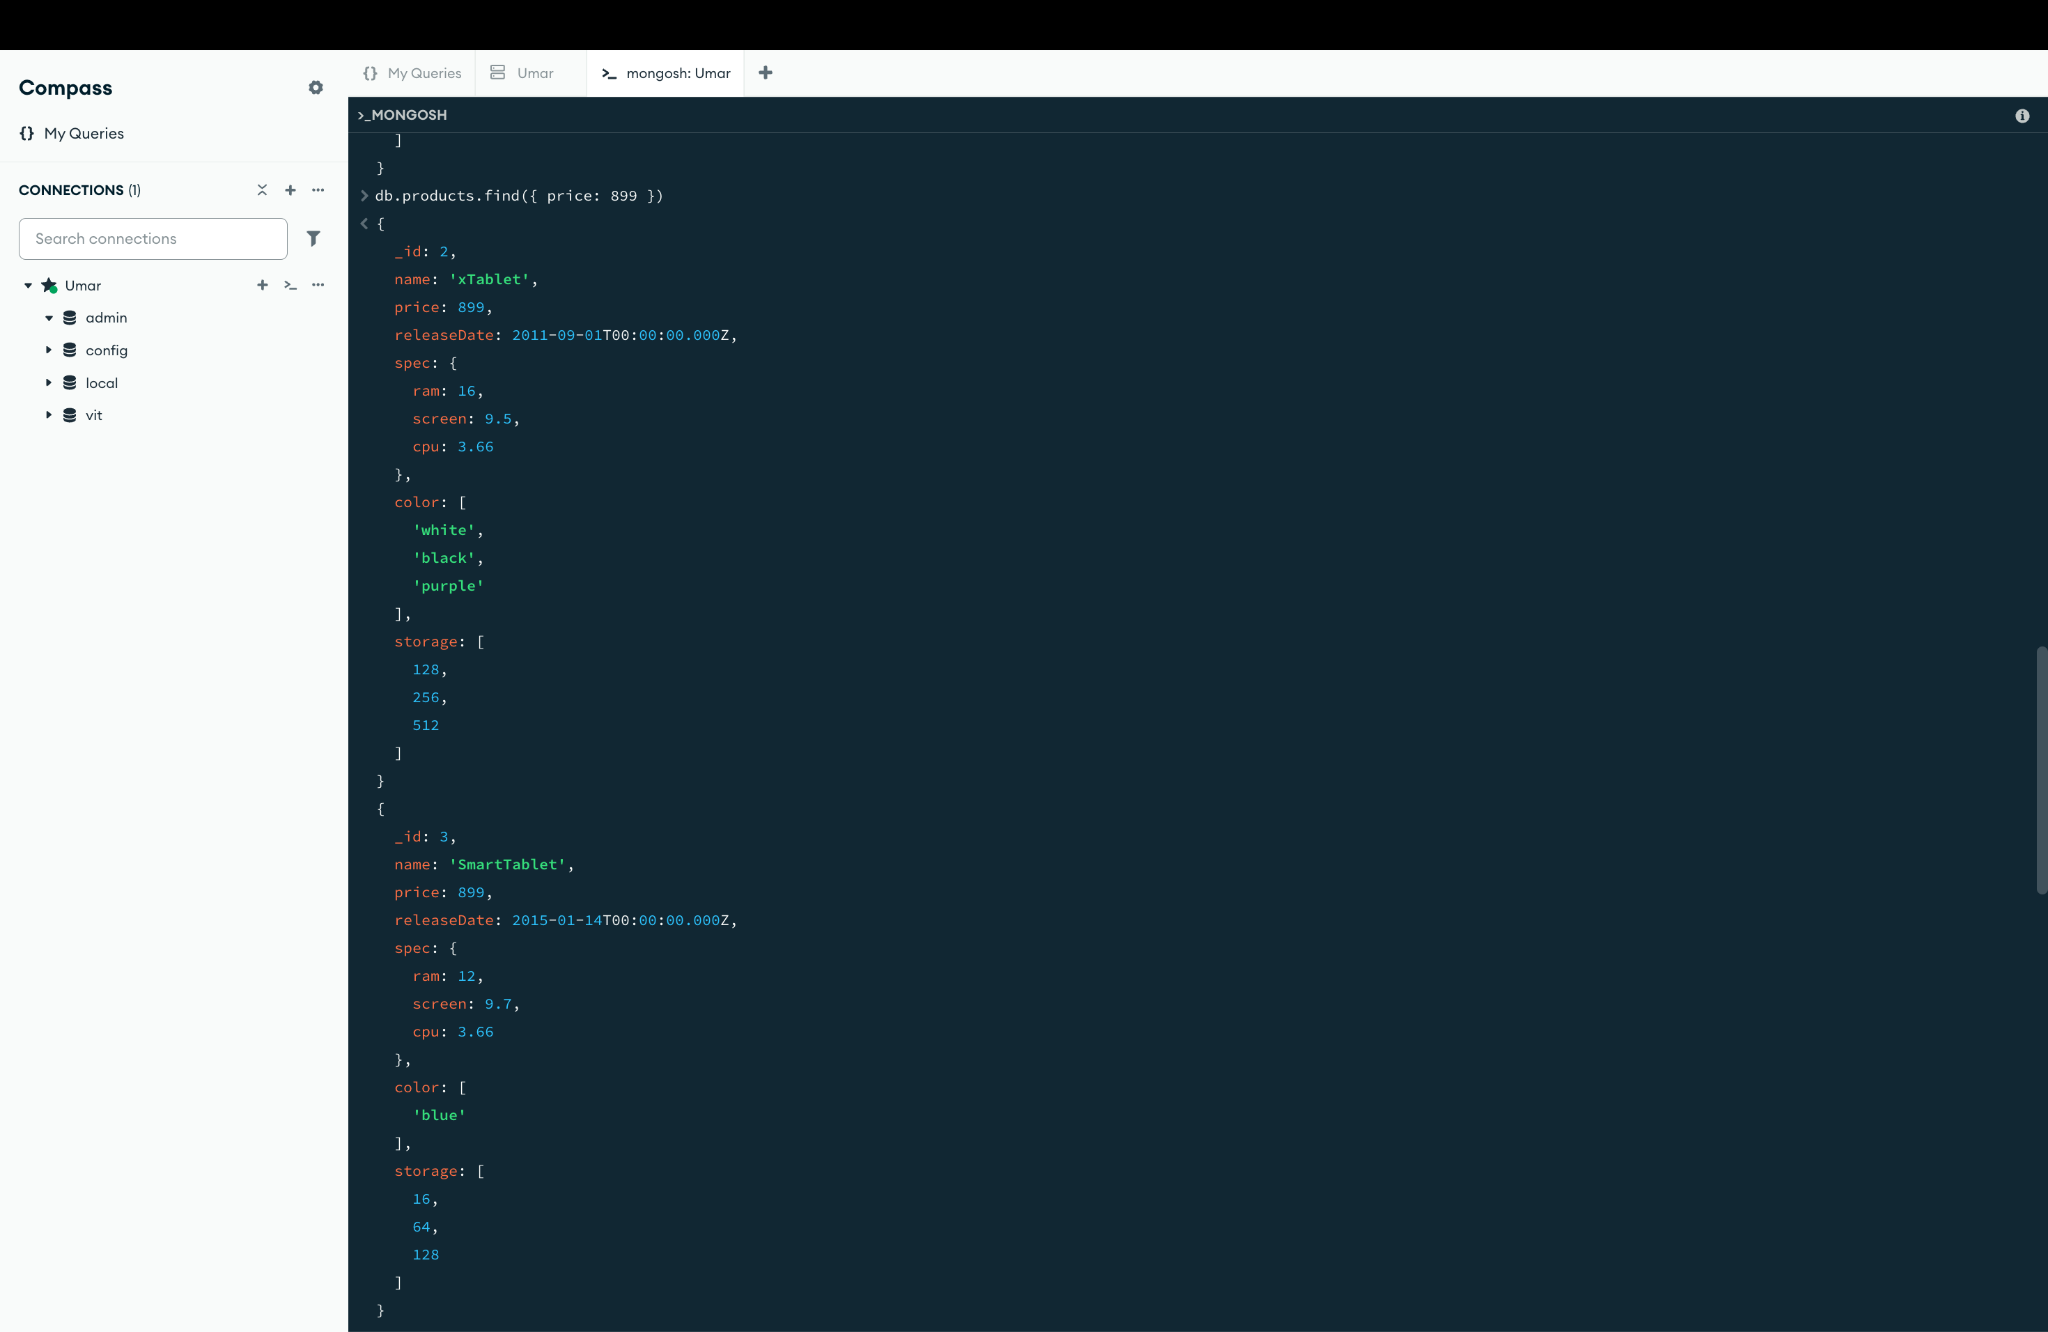 Compass
My Queries
CONNECTIONS (1)
Search connections
Umar
admin
config
local
vit
My Queries
Umar
mongosh: Umar
>_MONGOSH
]
}
> db.products.find({ price: 899 })
< {
_id: 2,
name: 'xTablet',
price: 899,
releaseDate: 2011-09-01T00:00:00.000Z,
spec: {
ram: 16,
screen: 9.5,
cpu: 3.66
},
color: [
'white',
'black',
'purple'
],
storage: [
128,
256,
512
]
}
{
_id: 3,
name: 'SmartTablet',
price: 899,
releaseDate: 2015-01-14T00:00:00.000Z,
spec: {
ram: 12,
screen: 9.7,
cpu: 3.66
},
color: [
'blue'
],
storage: [
16,
64,
128
]
}